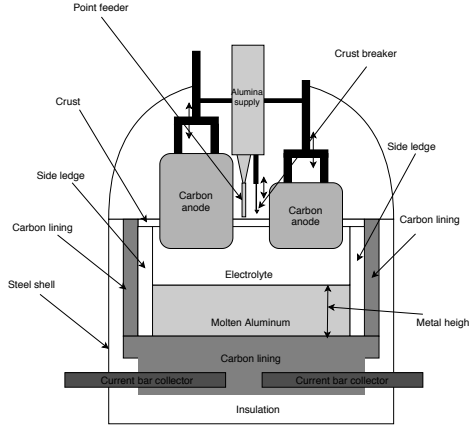 Point feeder
Crust breaker
Alumina
supply
Crust
Side ledge
Side ledge
Carbon
anode
Carbon
anode
Carbon lining
Carbon lining
Electrolyte
Steel shell
Molten Aluminum
Metal heigh
Carbon lining
Current bar collector
Current bar collector
Insulation